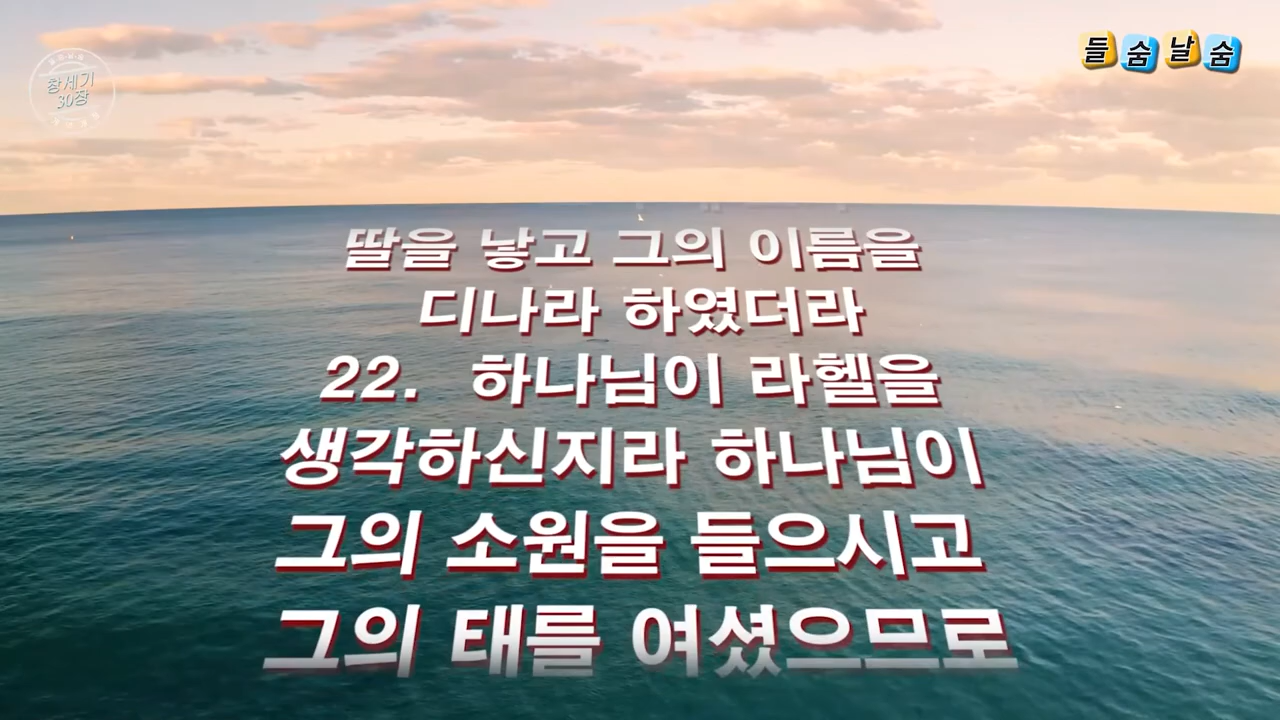 창세기
30장
들숨날숨
딸을 낳고 그의 이름을
디나라 하였더라
22. 하나님이 라헬을
생각하신지라 하나님이
그의 소원을 들으시고
그의 태를 여셨으므로